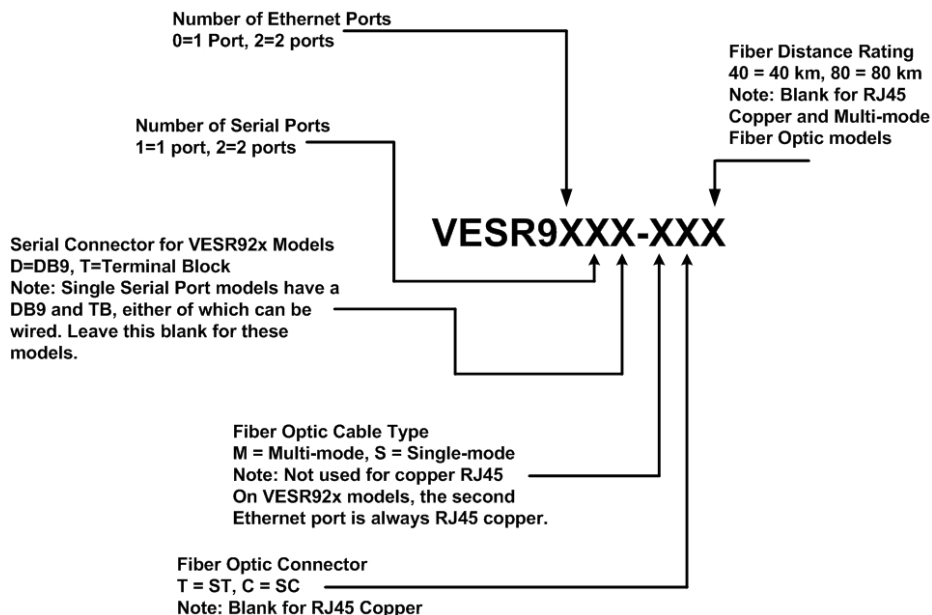 Number of Ethernet Ports
0=1 Port, 2=2 ports
Fiber Distance Rating
40 = 40 km, 80 = 80 km
Note: Blank for RJ45
Copper and Multi-mode
Fiber Optic models
Number of Serial Ports
1=1 port, 2=2 ports
VESR9XXX-XXX
Serial Connector for VESR92x Models
D=DB9, T=Terminal Block
Note: Single Serial Port models have a
DB9 and TB, either of which can be
wired. Leave this blank for these
models.
Fiber Optic Cable Type
M = Multi-mode, S = Single-mode
Note: Not used for copper RJ45
On VESR92x models, the second
Ethernet port is always RJ45 copper.
Fiber Optic Connector
T = ST, C = SC
Note: Blank for RJ45 Copper